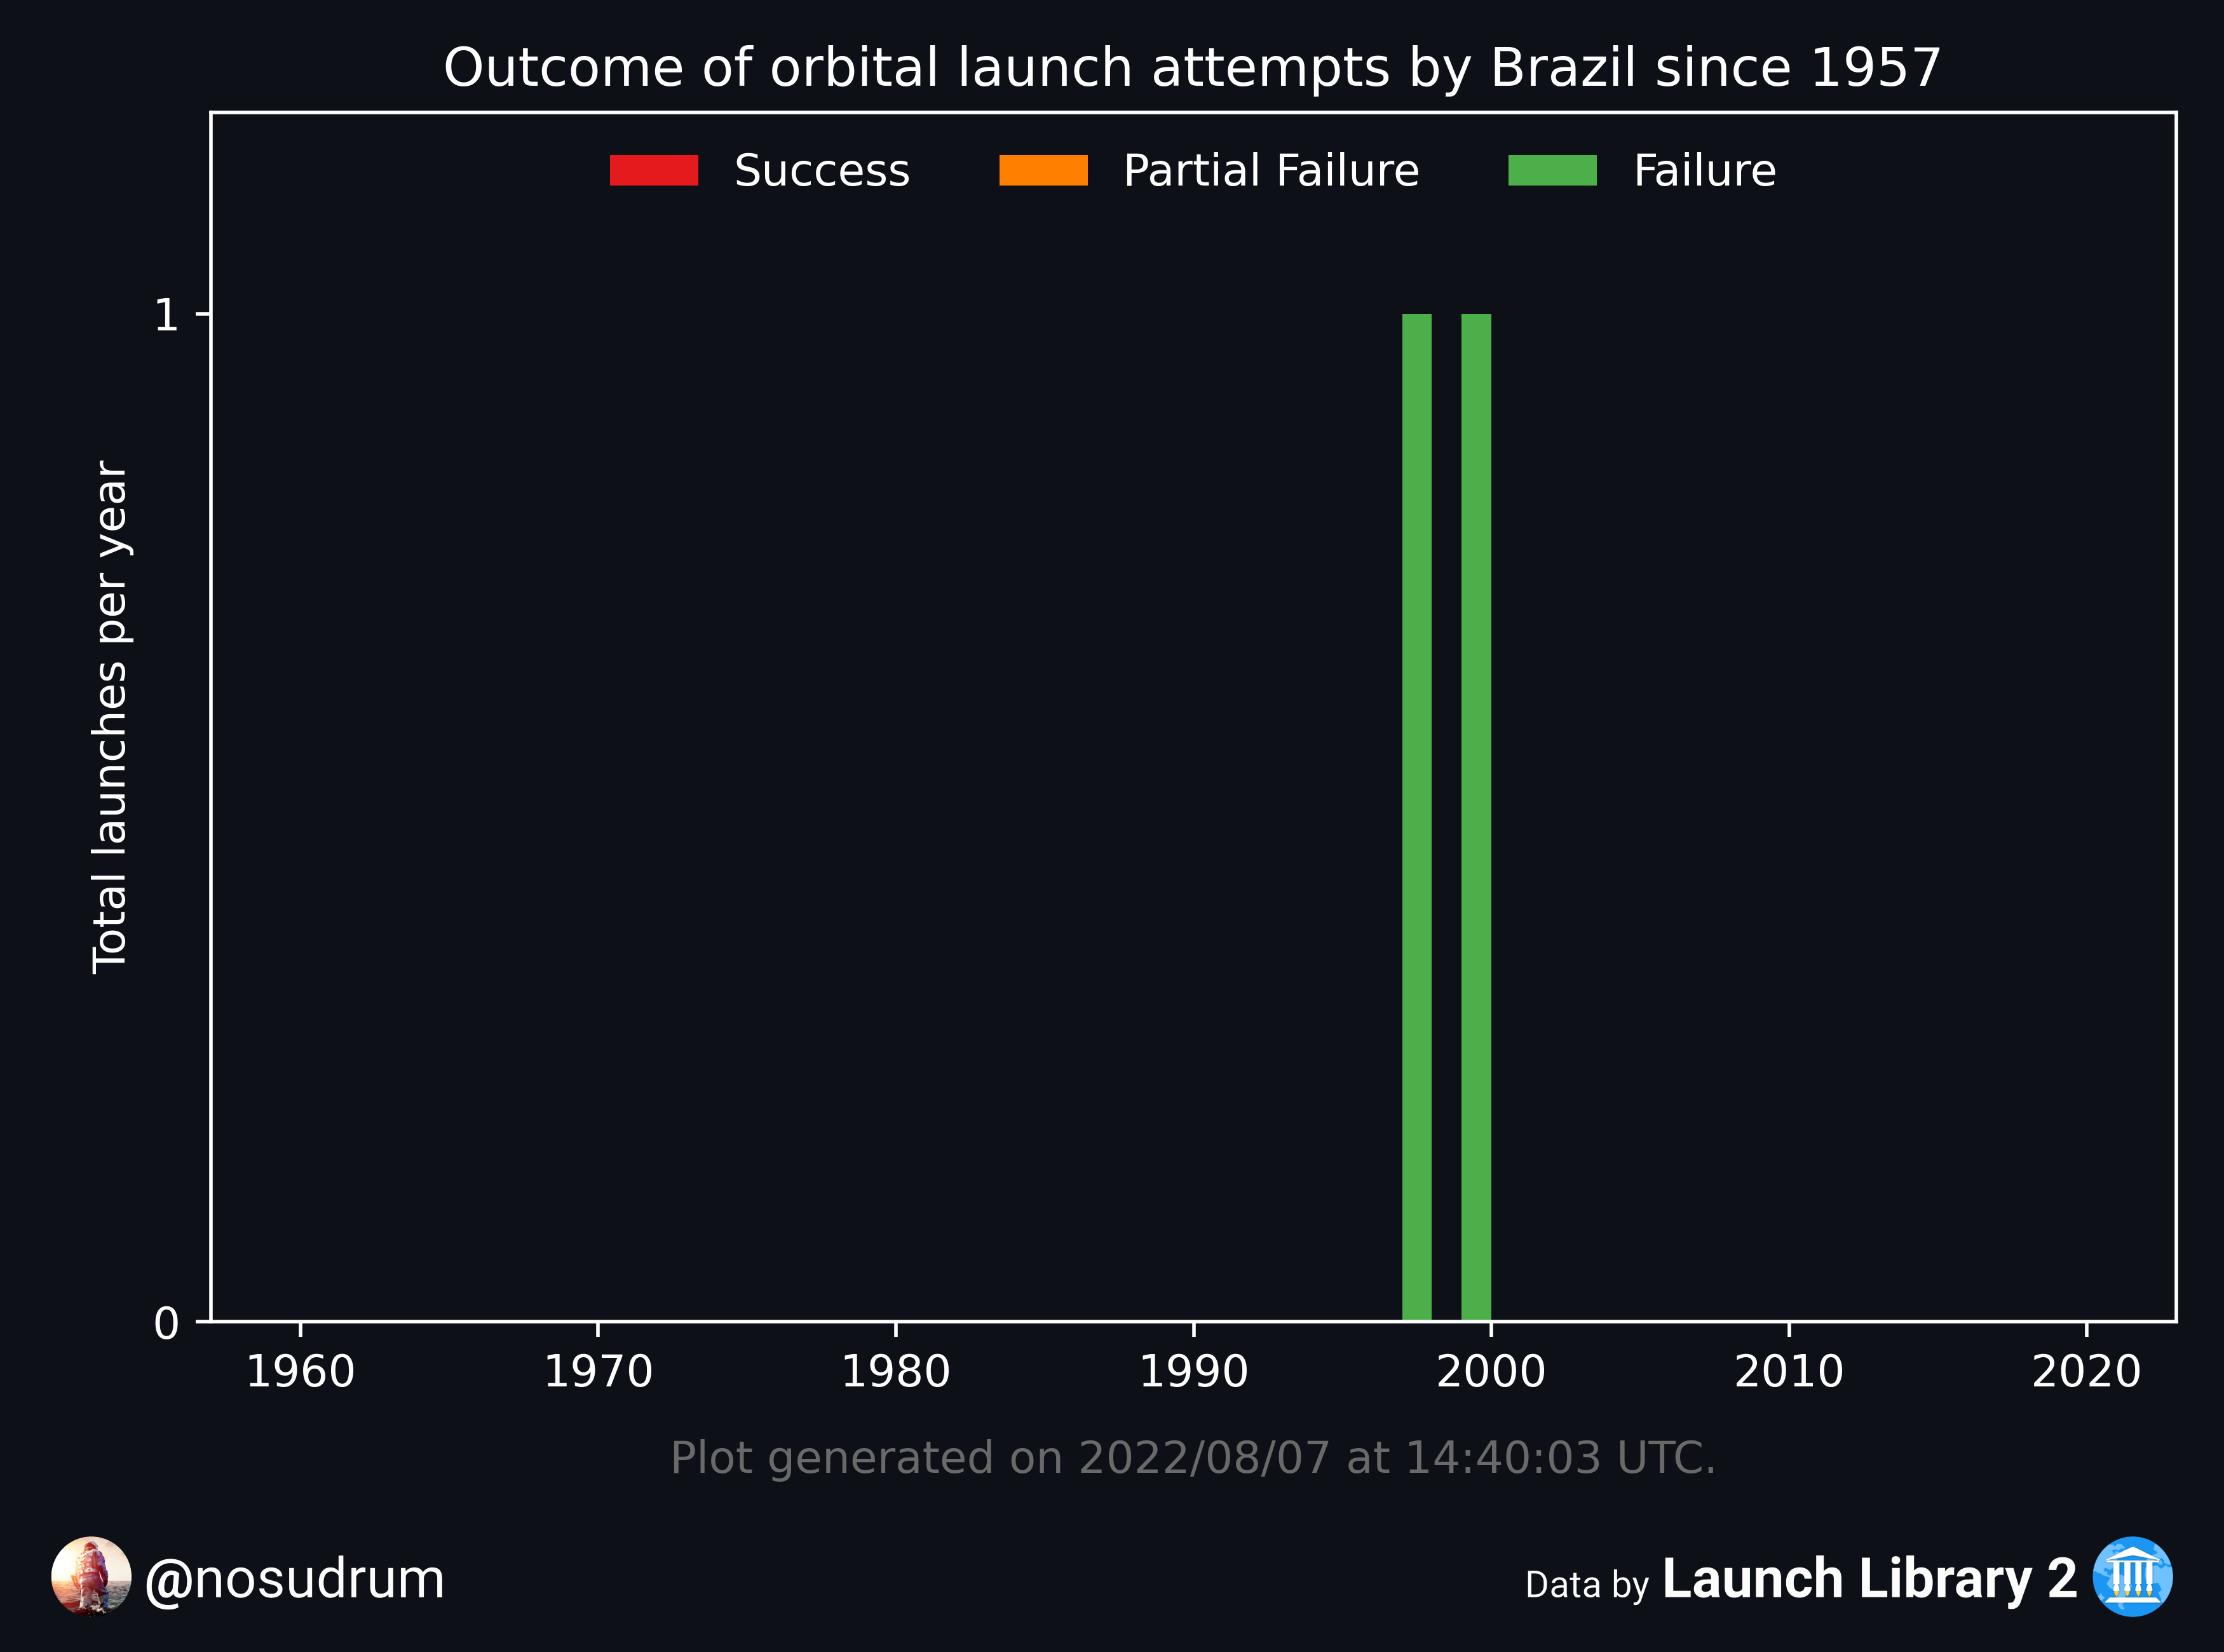 Outcome of orbital launch attempts by Brazil since 1957
Success Partial Failure Failure
Total launches per year
1
0
1960 1970 1980 1990 2000 2010 2020
Plot generated on 2022/08/07 at 14:40:03 UTC.
@nosudrum
Data by Launch Library 2